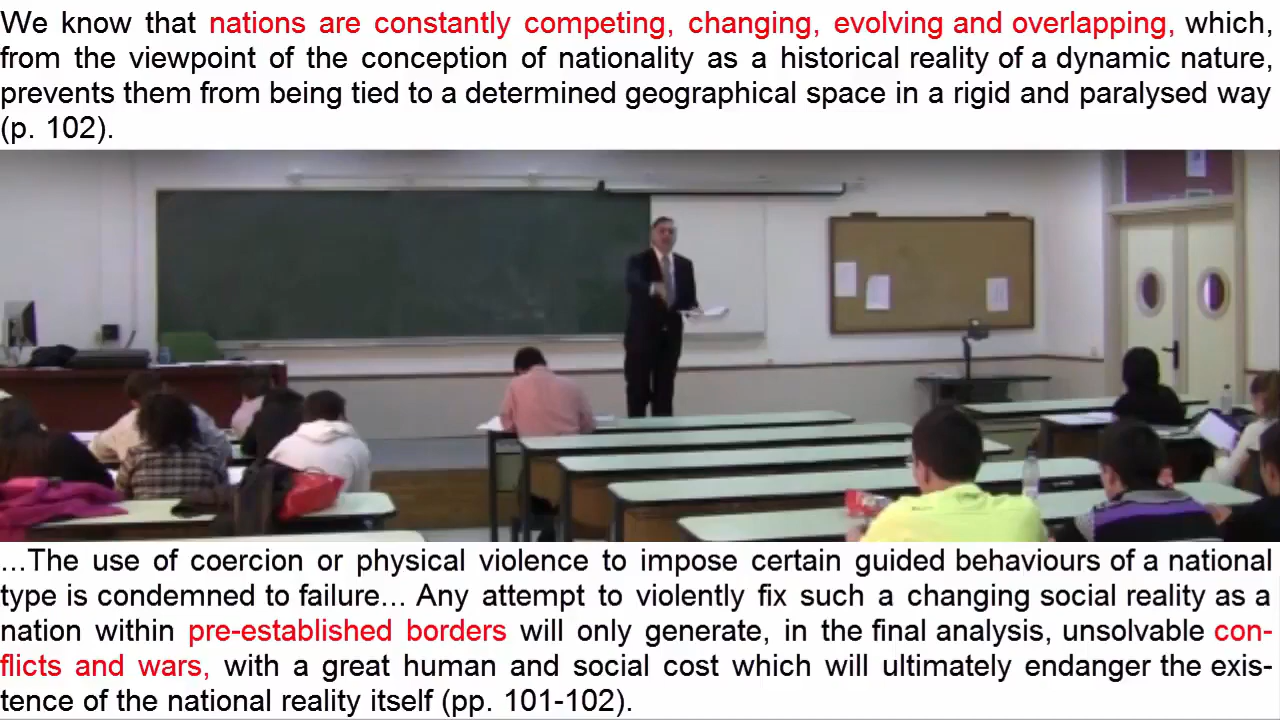 We know that nations are constantly competing, changing, evolving and overlapping, which,
from the viewpoint of the conception of nationality as a historical reality of a dynamic nature,
prevents them from being tied to a determined geographical space in a rigid and paralysed way
(p. 102).
…The use of coercion or physical violence to impose certain guided behaviours of a national
type is condemned to failure... Any attempt to violently fix such a changing social reality as a
nation within pre-established borders will only generate, in the final analysis, unsolvable con-
flicts and wars, with a great human and social cost which will ultimately endanger the exis-
tence of the national reality itself (pp. 101-102).